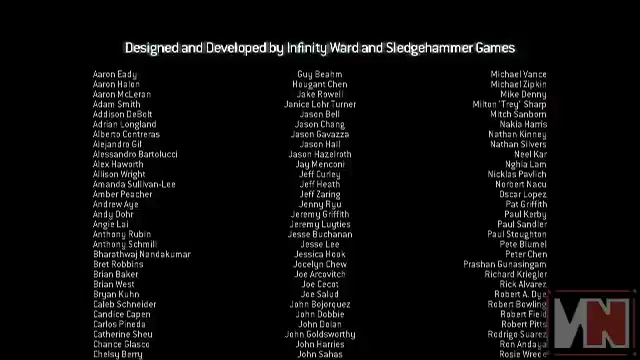 Designed and Developed by Infinity Ward and Sledgehammer Games
Aaron Eady Guy Beahm Michael Vance
Aaron Halon Hougant Chen Michael Zipkin
Aaron McLeran Jake Rowell Mike Denny
Adam Smith Janice Lohr Turner Milton 'Trey' Sharp
Addison DeBolt Jason Bell Mitch Sanborn
Adrian Longland Jason Chang Nakia Harris
Alberto Contreras Jason Gavazza Nathan Kinney
Alejandro Gil Jason Hall Nathan Silvers
Alessandro Bartolucci Jason Hazelroth Neel Kar
Alex Haworth Jay Menconi Nghia Lam
Allison Wright Jeff Curley Nicklas Pavlich
Amanda Sullivan-Lee Jeff Heath Norbert Nacu
Amber Peacher Jeff Zaring Oscar Lopez
Andrew Aye Jenny Ryu Pat Griffith
Andy Dohr Jeremy Griffith Paul Kerby
Angie Lai Jeremy Luyties Paul Sandler
Anthony Rubin Jesse Buchanan Paul Stoughton
Anthony Schmill Jesse Lee Pete Blumel
Bharathwaj Nandakumar Jessica Hook Peter Chen
Bret Robbins Jocelyn Chew Prashan Gunasingam
Brian Baker Joe Arcovitch Richard Kriegler
Brian West Joe Cecot Rick Alvarez
Bryan Kuhn Joe Salud Robert A. Dye
Caleb Schneider John Bojorquez Robert Bowling
Candice Capen John Dobbie Robert Field
Carlos Pineda John Dolan Robert Pitts
Catherine Sheu John Goldsworthy Rodrigo Suarez
Chance Glasco John Harries Ron Andaya
Chelsy Berry John Sahas Rosie Wree